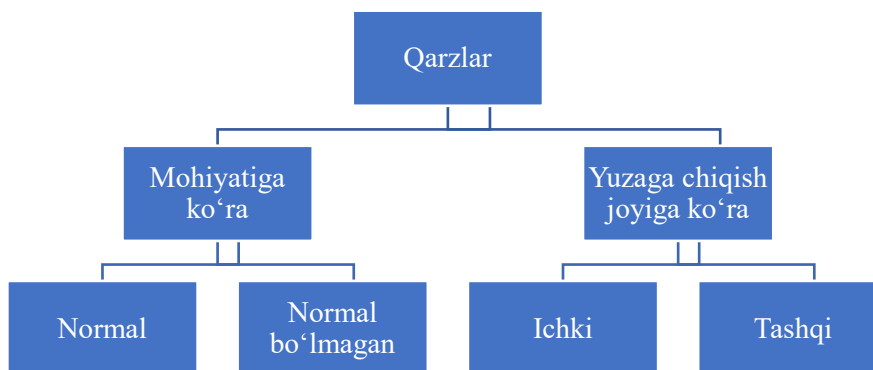 Qarzlar
Mohiyatiga
ko‘ra
Yuzaga chiqish
joyiga ko‘ra
Normal
Normal
bo‘lmagan
Ichki
Tashqi